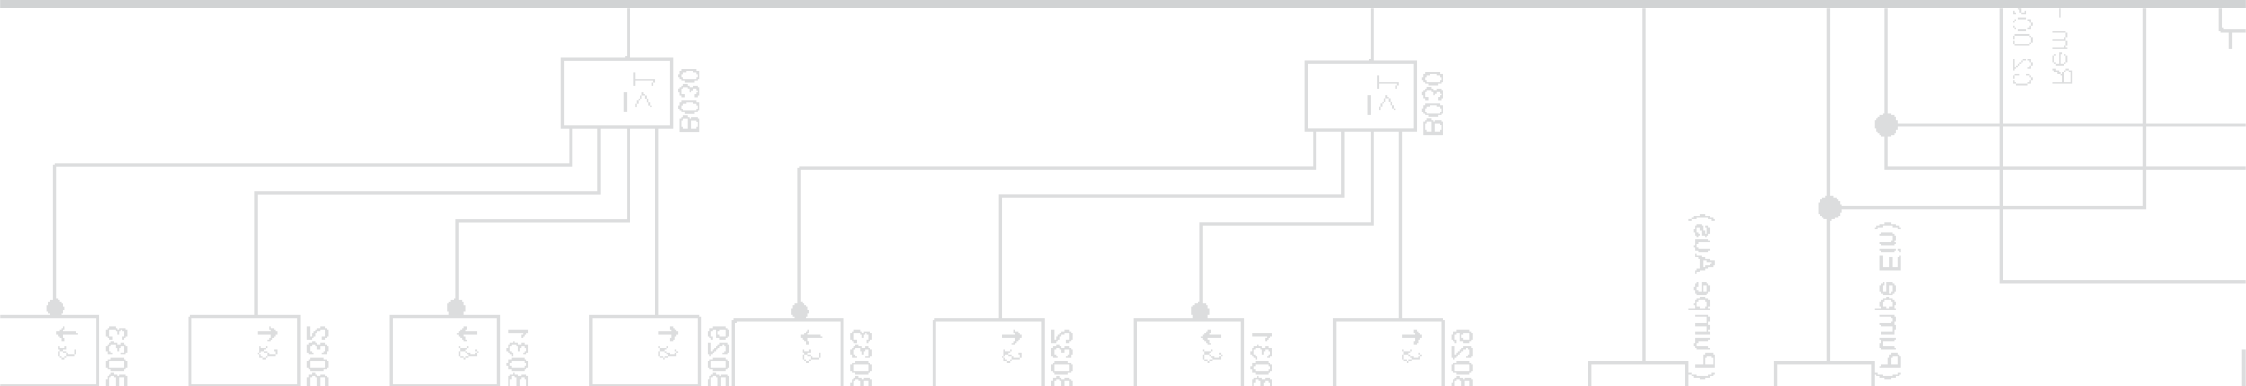 ≥1
B030
≥1
B030
(Pumpe Aus)
(Pumpe Ein)
Rem
&↑
B033
&↓
B032
&↑
B031
&↓
B029
&↑
B033
&↓
B032
&↑
B031
&↓
B029